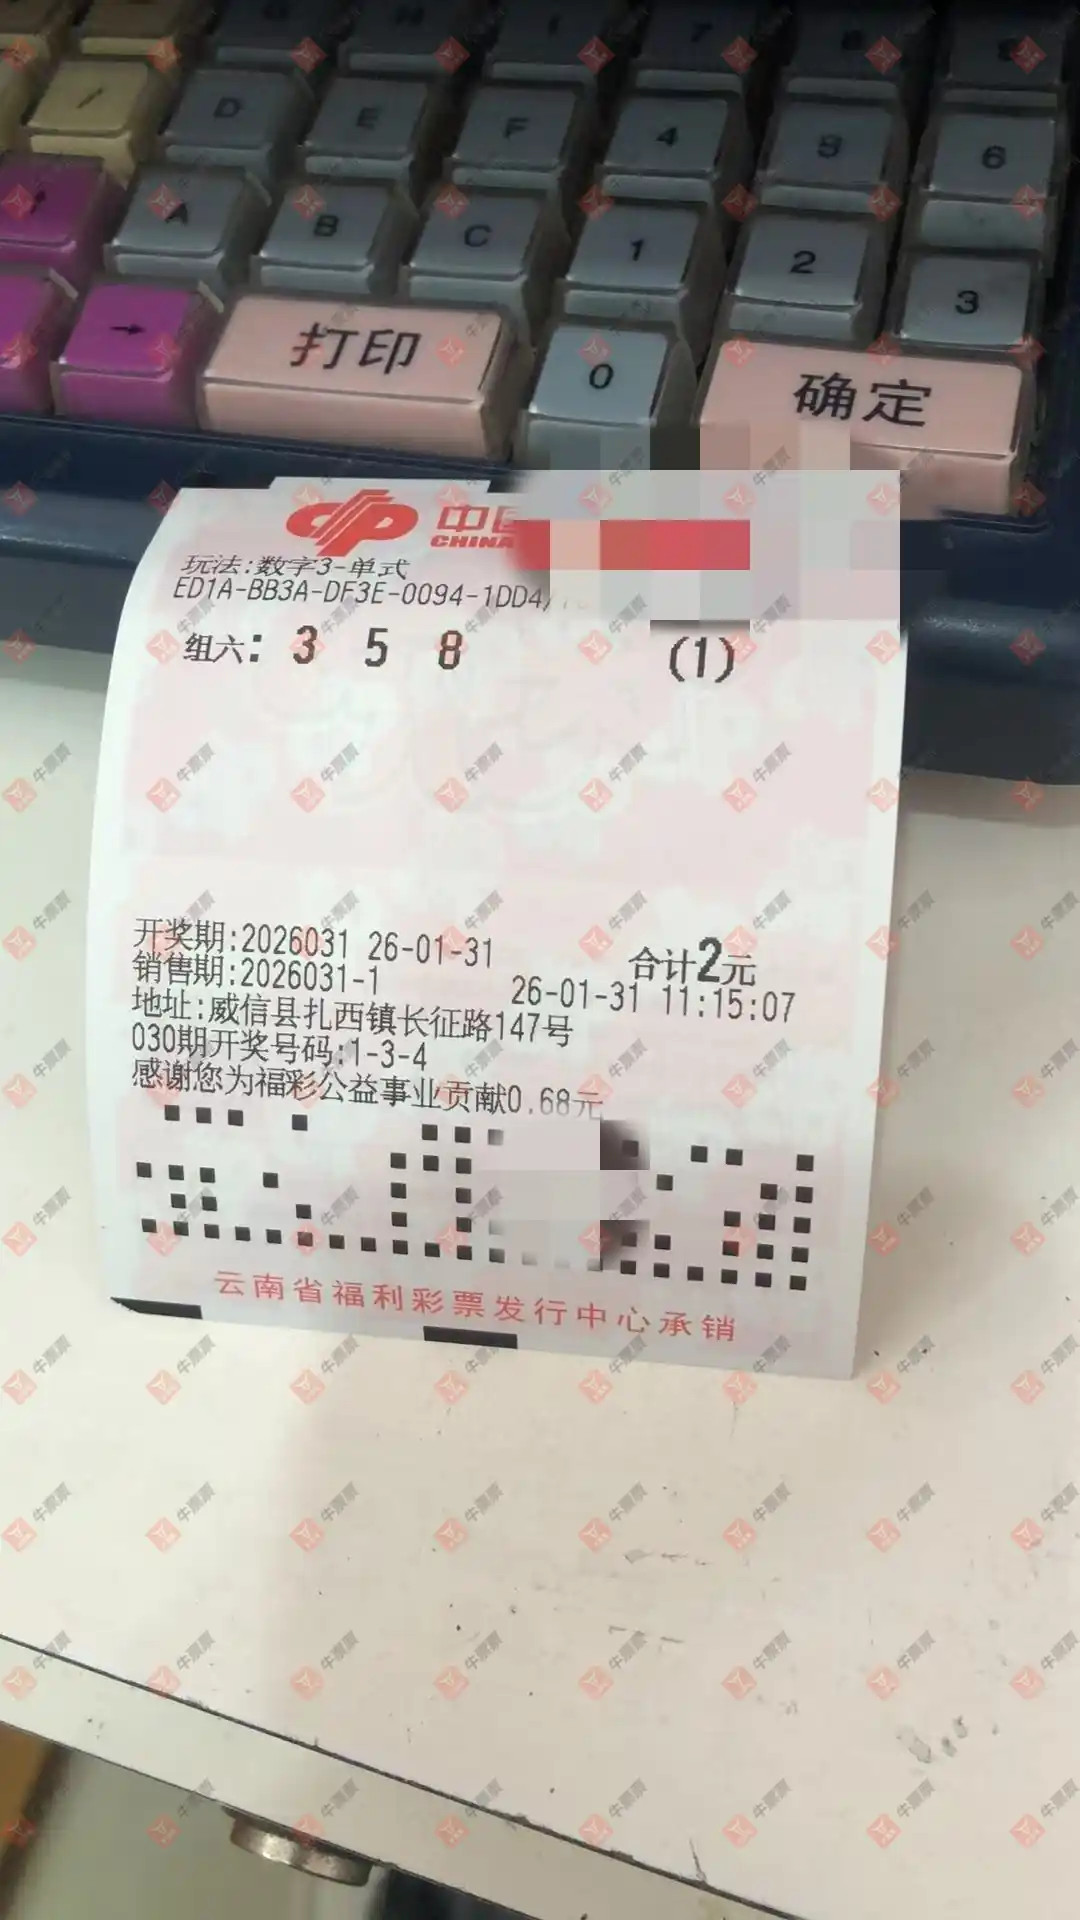 7
/
D
E
F
4
5
6
↑
A
B
C
1
2
3
→
打印
0
确定
中国
CHINA
玩法:数字3-单式
ED1A-BB3A-DF3E-0094-1DD4/
组六: 3 5 8 (1)
开奖期:2026031 26-01-31 合计2元
销售期:2026031-1 26-01-31 11:15:07
地址:威信县扎西镇长征路147号
030期开奖号码:1-3-4
感谢您为福彩公益事业贡献0.68元
云南省福利彩票发行中心承销
牛票票